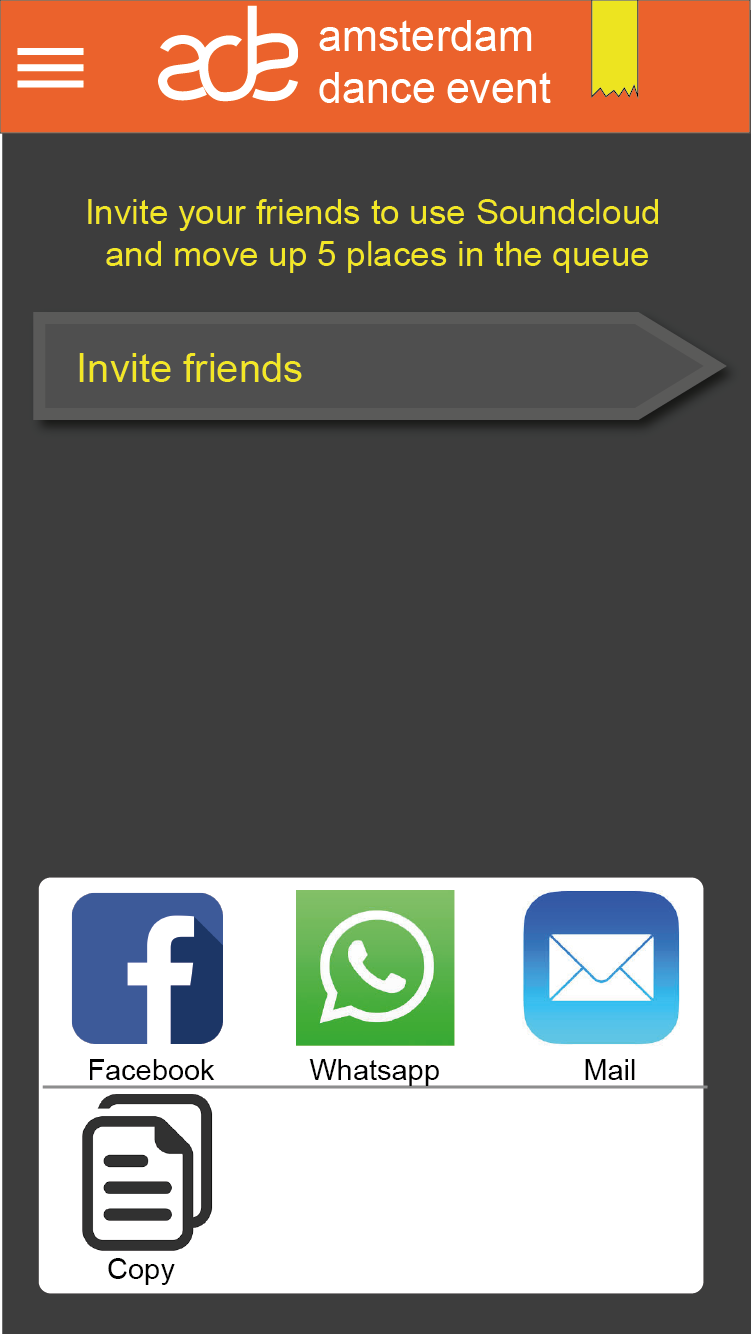 ade amsterdam
dance event
Invite your friends to use Soundcloud
and move up 5 places in the queue
Invite friends
Facebook Whatsapp Mail
Copy